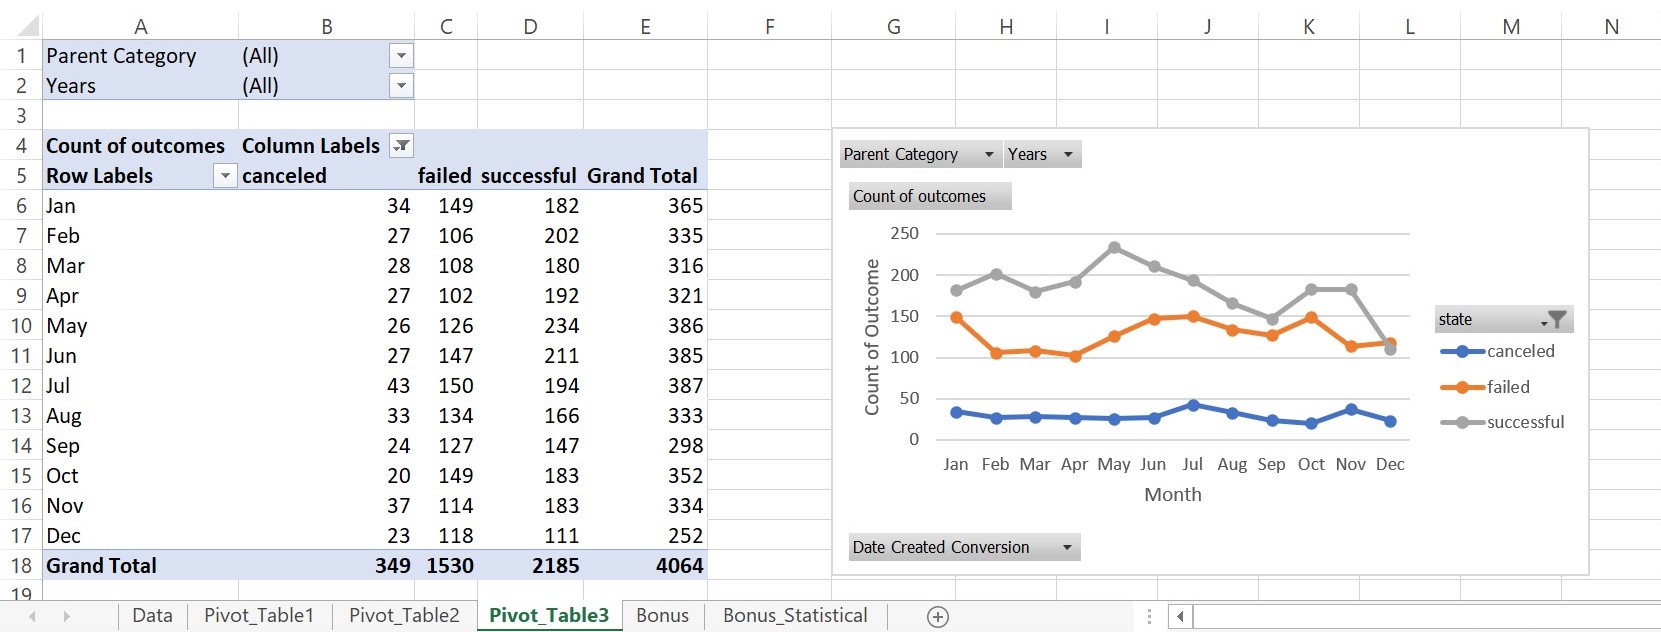 A B C D E F G H I J K L M N
1 Parent Category (All)
2 Years (All)
3
4 Count of outcomes Column Labels
5 Row Labels canceled failed successful Grand Total
6 Jan 34 149 182 365
7 Feb 27 106 202 335
8 Mar 28 108 180 316
9 Apr 27 102 192 321
10 May 26 126 234 386
11 Jun 27 147 211 385
12 Jul 43 150 194 387
13 Aug 33 134 166 333
14 Sep 24 127 147 298
15 Oct 20 149 183 352
16 Nov 37 114 183 334
17 Dec 23 118 111 252
18 Grand Total 349 1530 2185 4064
19
Parent Category Years
Count of outcomes
Count of Outcome
250
200
150
100
50
0
Jan Feb Mar Apr May Jun Jul Aug Sep Oct Nov Dec
Month
state
canceled
failed
successful
Date Created Conversion
Data Pivot_Table1 Pivot_Table2 Pivot_Table3 Bonus Bonus_Statistical